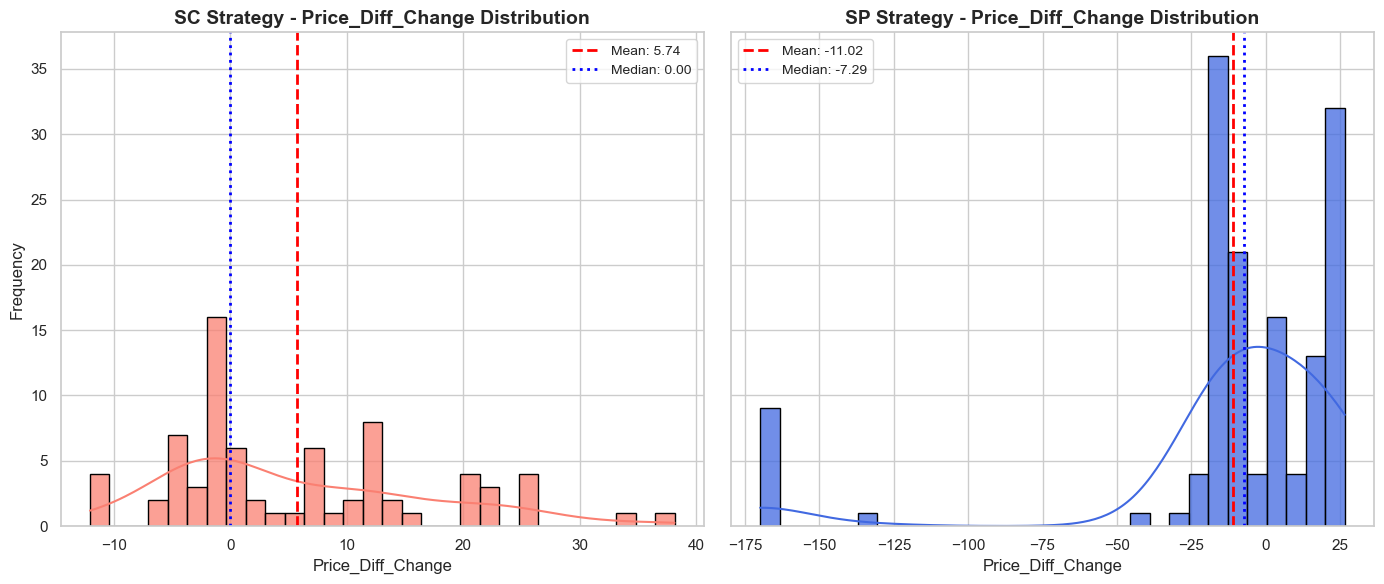 SC Strategy - Price_Diff_Change Distribution
Mean: 5.74
Median: 0.00
35
30
25
20
15
10
5
0
Frequency
−10 0 10 20 30 40
Price_Diff_Change
SP Strategy - Price_Diff_Change Distribution
Mean: -11.02
Median: -7.29
−175 −150 −125 −100 −75 −50 −25 0 25
Price_Diff_Change